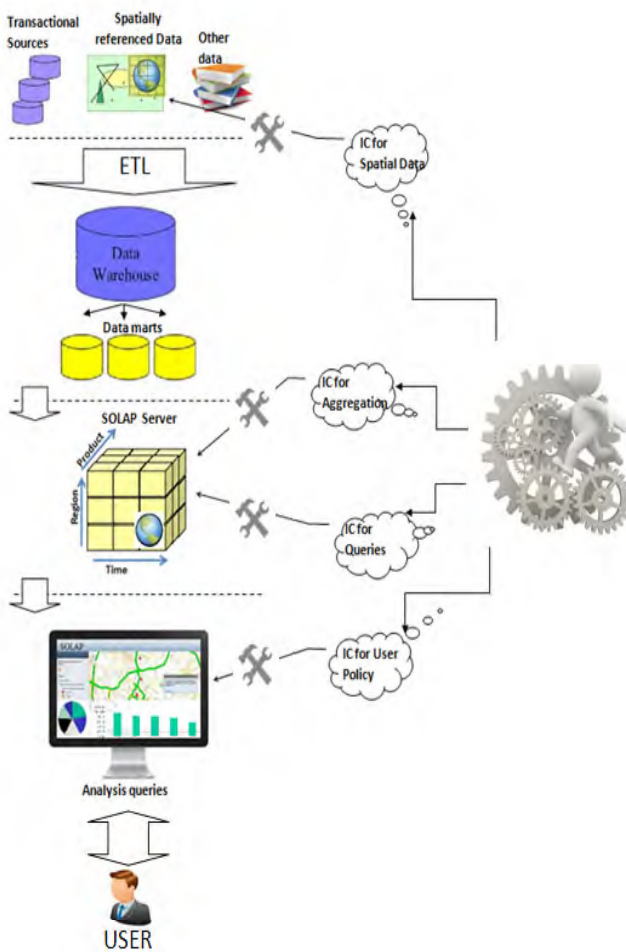 Transactional
Sources
Spatially
referenced Data
Other
data
IC for
Spatial Data
ETL
Data
Warehouse
Data marts
IC for
Aggregation
SOLAP Server
Product
Region
Time
IC for
Queries
SOLAP
IC for User
Policy
Analysis queries
USER